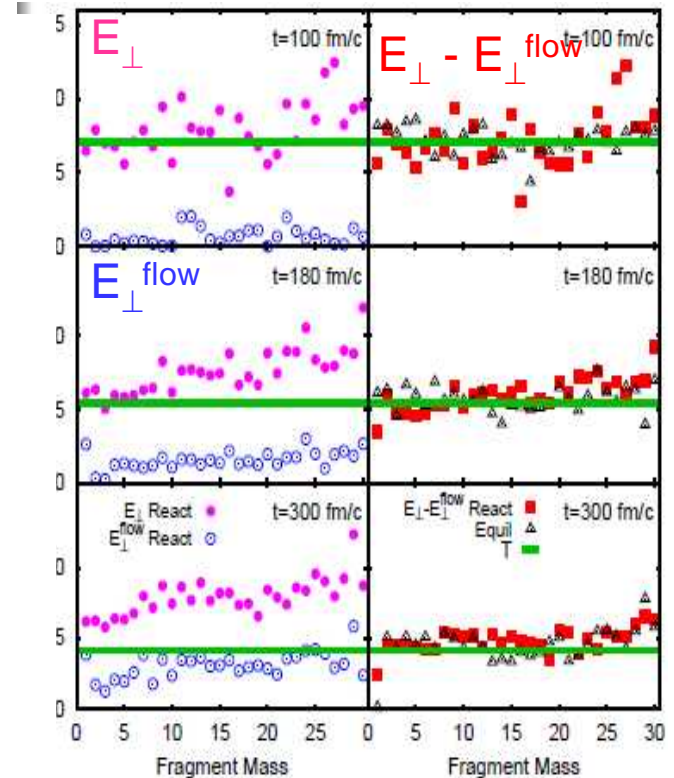 E⊥
t=100 fm/c
E⊥ - E⊥flow
t=100 fm/c
5
0
5
0
E⊥flow
t=180 fm/c
t=180 fm/c
0
5
0
E⊥ React
E⊥flow React
t=300 fm/c
E⊥-E⊥flow React
Equil
T
t=300 fm/c
0
5
0
0 5 10 15 20 25 0 5 10 15 20 25 30
Fragment Mass
Fragment Mass